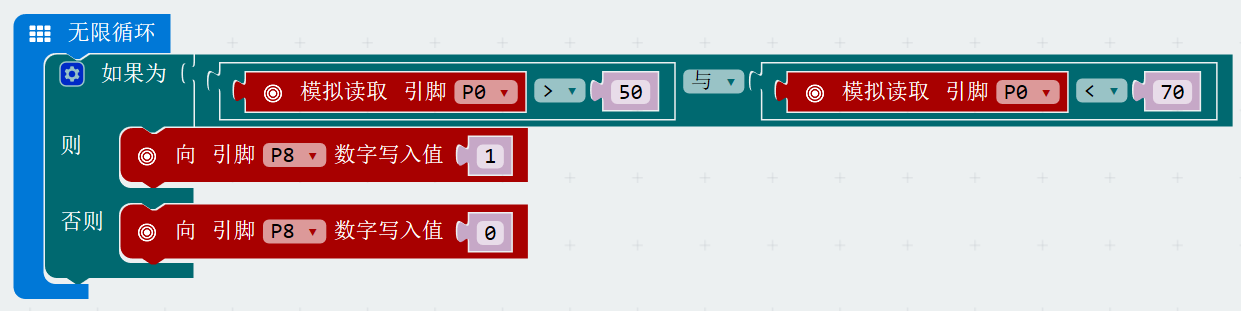 无限循环
如果为 模拟读取 引脚 P0 > 50 与 模拟读取 引脚 P0 < 70
则 向 引脚 P8 数字写入值 1
否则 向 引脚 P8 数字写入值 0